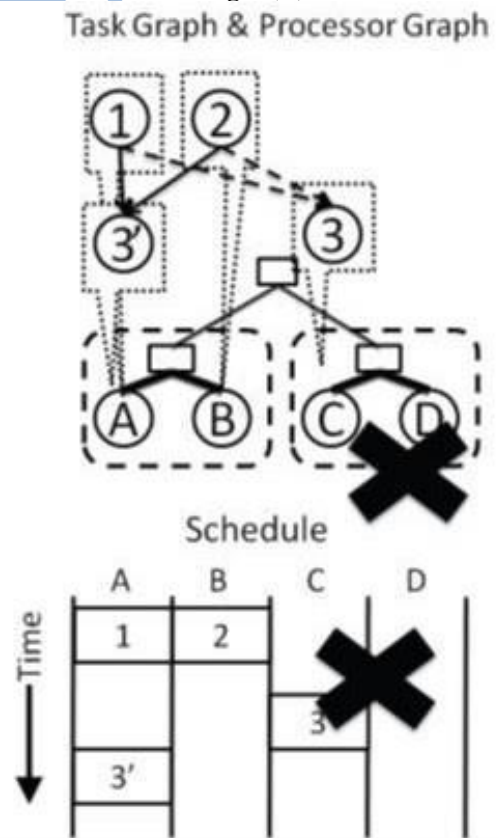 Task Graph & Processor Graph
1 2
3′ 3
A B C D
Schedule
A B C D
Time
1 2
3
3′